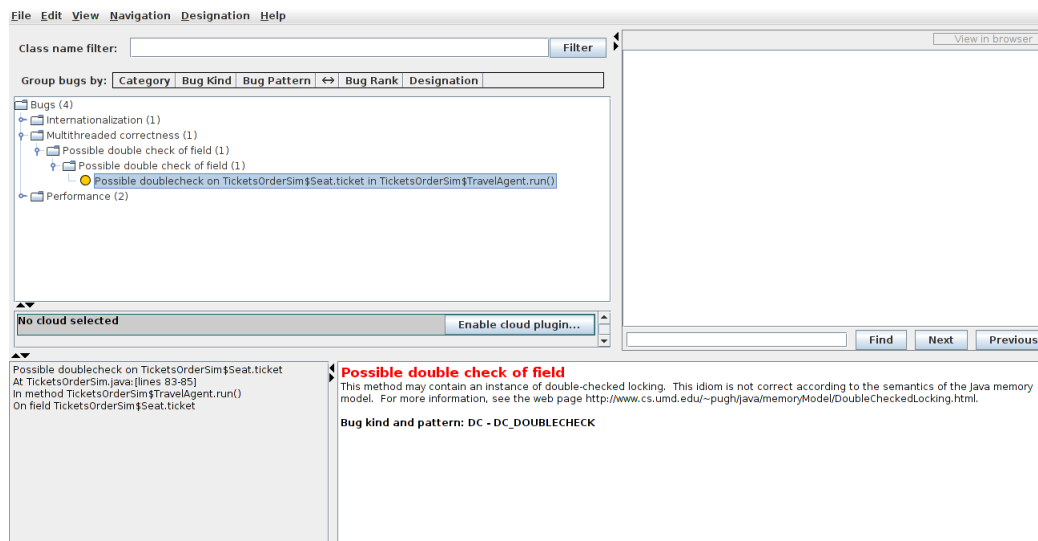 File Edit View Navigation Designation Help
Class name filter:
Filter
Group bugs by: Category Bug Kind Bug Pattern ↔ Bug Rank Designation
Bugs (4)
Internationalization (1)
Multithreaded correctness (1)
Possible double check of field (1)
Possible double check of field (1)
Possible doublecheck on TicketsOrderSim$Seat.ticket in TicketsOrderSim$TravelAgent.run()
Performance (2)
No cloud selected
Enable cloud plugin...
View in browser
Find Next Previous
Possible doublecheck on TicketsOrderSim$Seat.ticket
At TicketsOrderSim.java:[lines 83-85]
In method TicketsOrderSim$TravelAgent.run()
On field TicketsOrderSim$Seat.ticket
Possible double check of field
This method may contain an instance of double-checked locking.  This idiom is not correct according to the semantics of the Java memory
model.  For more information, see the web page http://www.cs.umd.edu/~pugh/java/memoryModel/DoubleCheckedLocking.html.
Bug kind and pattern: DC - DC_DOUBLECHECK